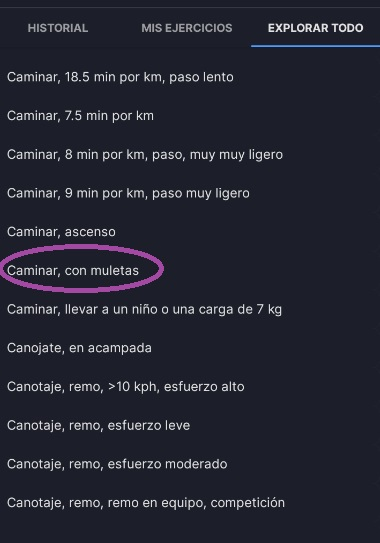 HISTORIAL MIS EJERCICIOS EXPLORAR TODO
Caminar, 18.5 min por km, paso lento
Caminar, 7.5 min por km
Caminar, 8 min por km, paso, muy muy ligero
Caminar, 9 min por km, paso muy ligero
Caminar, ascenso
Caminar, con muletas
Caminar, llevar a un niño o una carga de 7 kg
Canojate, en acampada
Canotaje, remo, >10 kph, esfuerzo alto
Canotaje, remo, esfuerzo leve
Canotaje, remo, esfuerzo moderado
Canotaje, remo, remo en equipo, competición